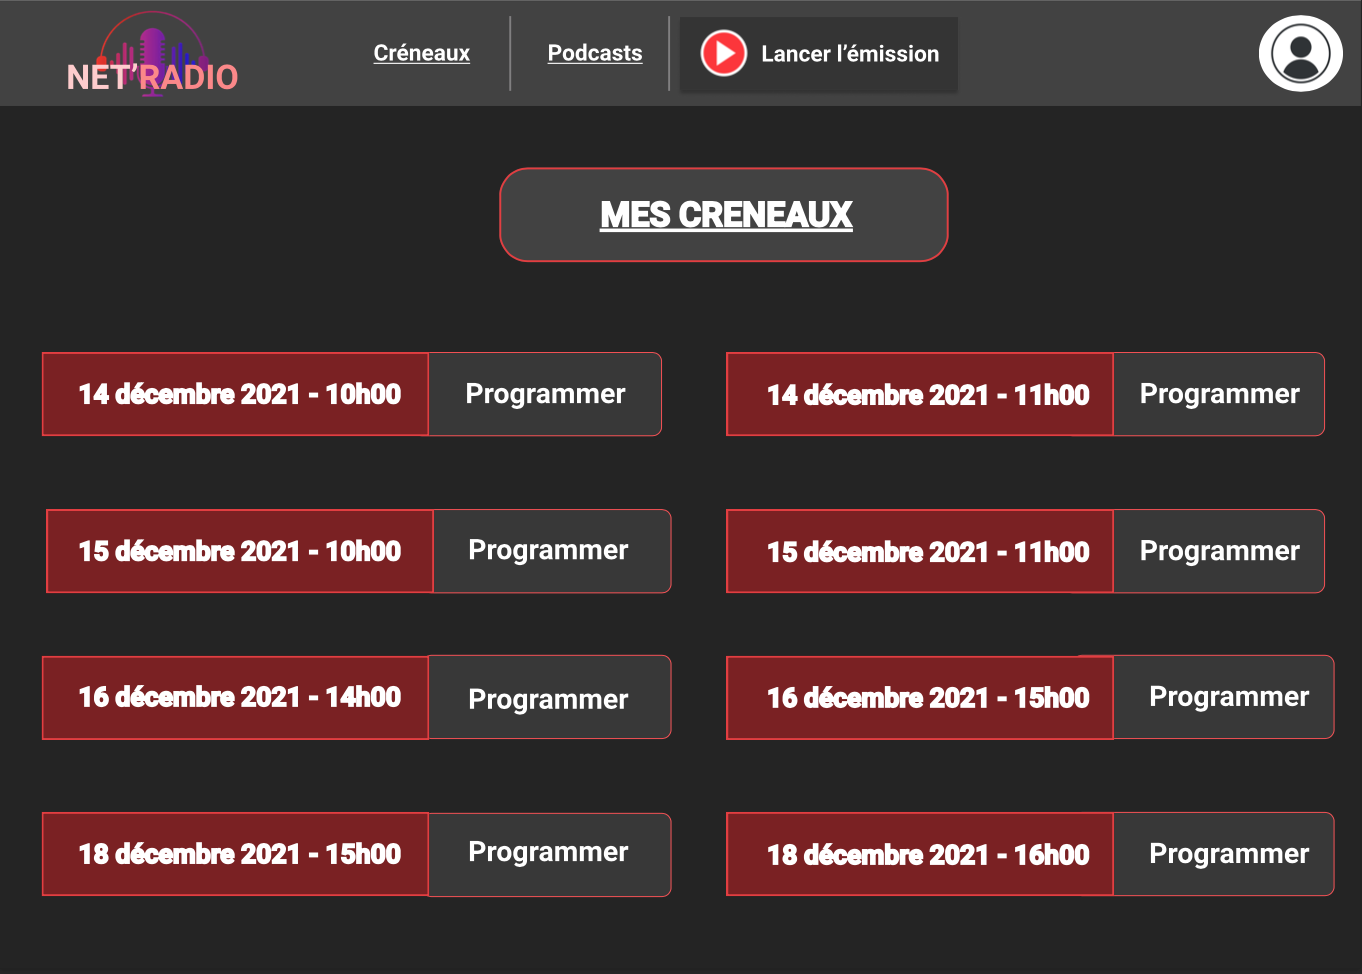 NET'RADIO
Créneaux
Podcasts
Lancer l’émission
MES CRENEAUX
14 décembre 2021 - 10h00
Programmer
14 décembre 2021 - 11h00
Programmer
15 décembre 2021 - 10h00
Programmer
15 décembre 2021 - 11h00
Programmer
16 décembre 2021 - 14h00
Programmer
16 décembre 2021 - 15h00
Programmer
18 décembre 2021 - 15h00
Programmer
18 décembre 2021 - 16h00
Programmer